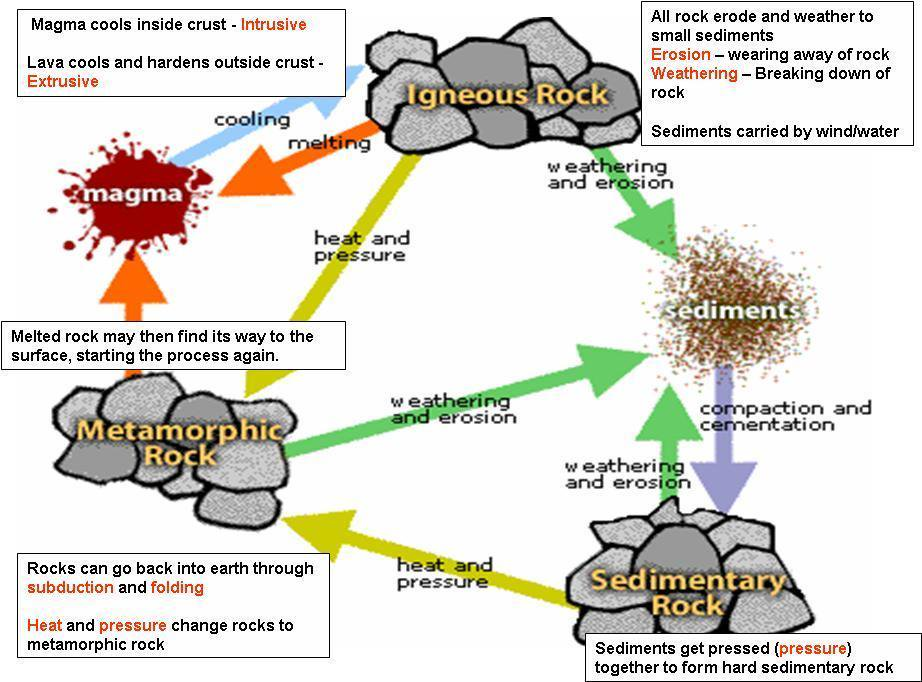 Magma cools inside crust - Intrusive
Lava cools and hardens outside crust -
Extrusive
All rock erode and weather to
small sediments
Erosion – wearing away of rock
Weathering – Breaking down of
rock
Sediments carried by wind/water
Igneous Rock
cooling
melting
magma
weathering
and erosion
heat and
pressure
sediments
Melted rock may then find its way to the
surface, starting the process again.
Metamorphic
Rock
weathering
and erosion
compaction and
cementation
weathering
and erosion
Rocks can go back into earth through
subduction and folding
Heat and pressure change rocks to
metamorphic rock
heat and
pressure
Sedimentary
Rock
Sediments get pressed (pressure)
together to form hard sedimentary rock